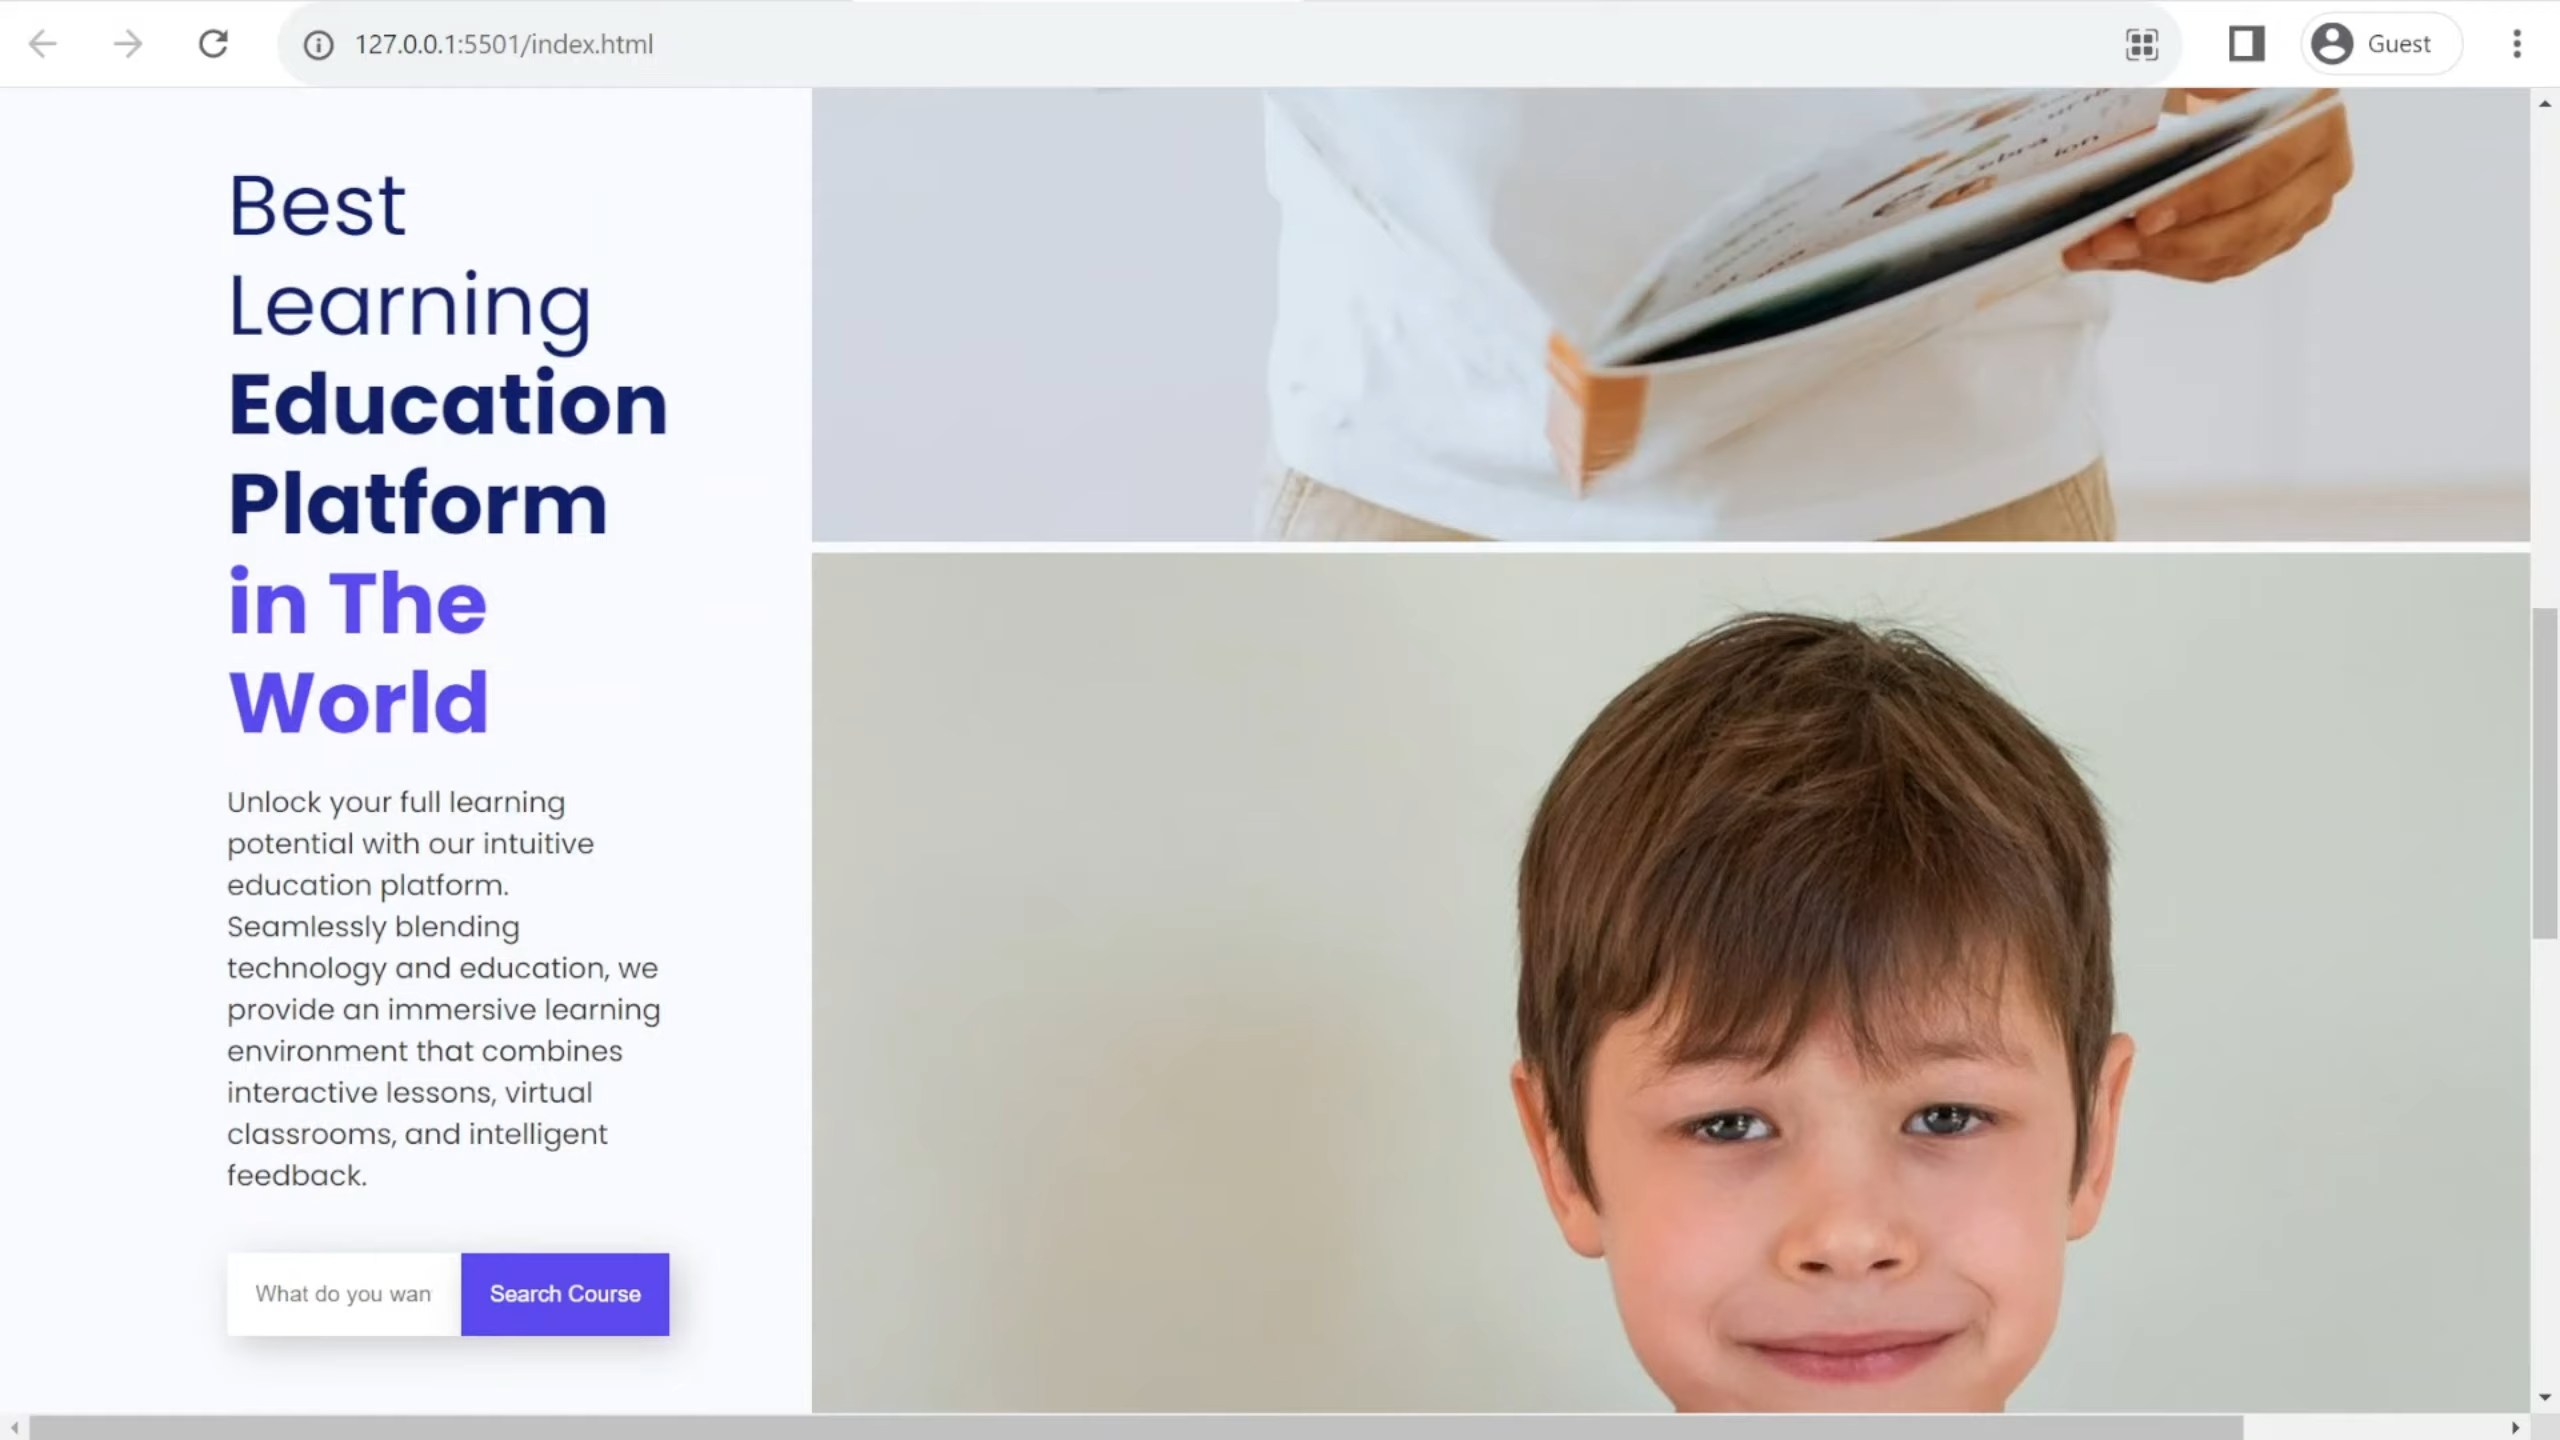 127.0.0.1:5501/index.html
Guest
Best
Learning
Education
Platform
in The
World
Unlock your full learning
potential with our intuitive
education platform.
Seamlessly blending
technology and education, we
provide an immersive learning
environment that combines
interactive lessons, virtual
classrooms, and intelligent
feedback.
What do you wan
Search Course